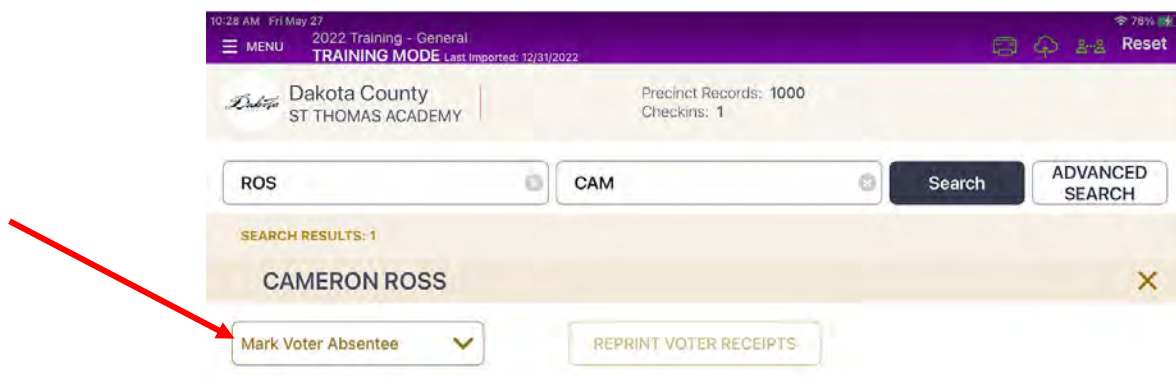 10:28 AM Fri May 27
76%
MENU
2022 Training - General
TRAINING MODE Last Imported: 12/31/2022
Reset
Dakota
Dakota County
ST THOMAS ACADEMY
Precinct Records: 1000
Checkins: 1
ROS
CAM
Search
ADVANCED
SEARCH
SEARCH RESULTS: 1
CAMERON ROSS
Mark Voter Absentee
REPRINT VOTER RECEIPTS